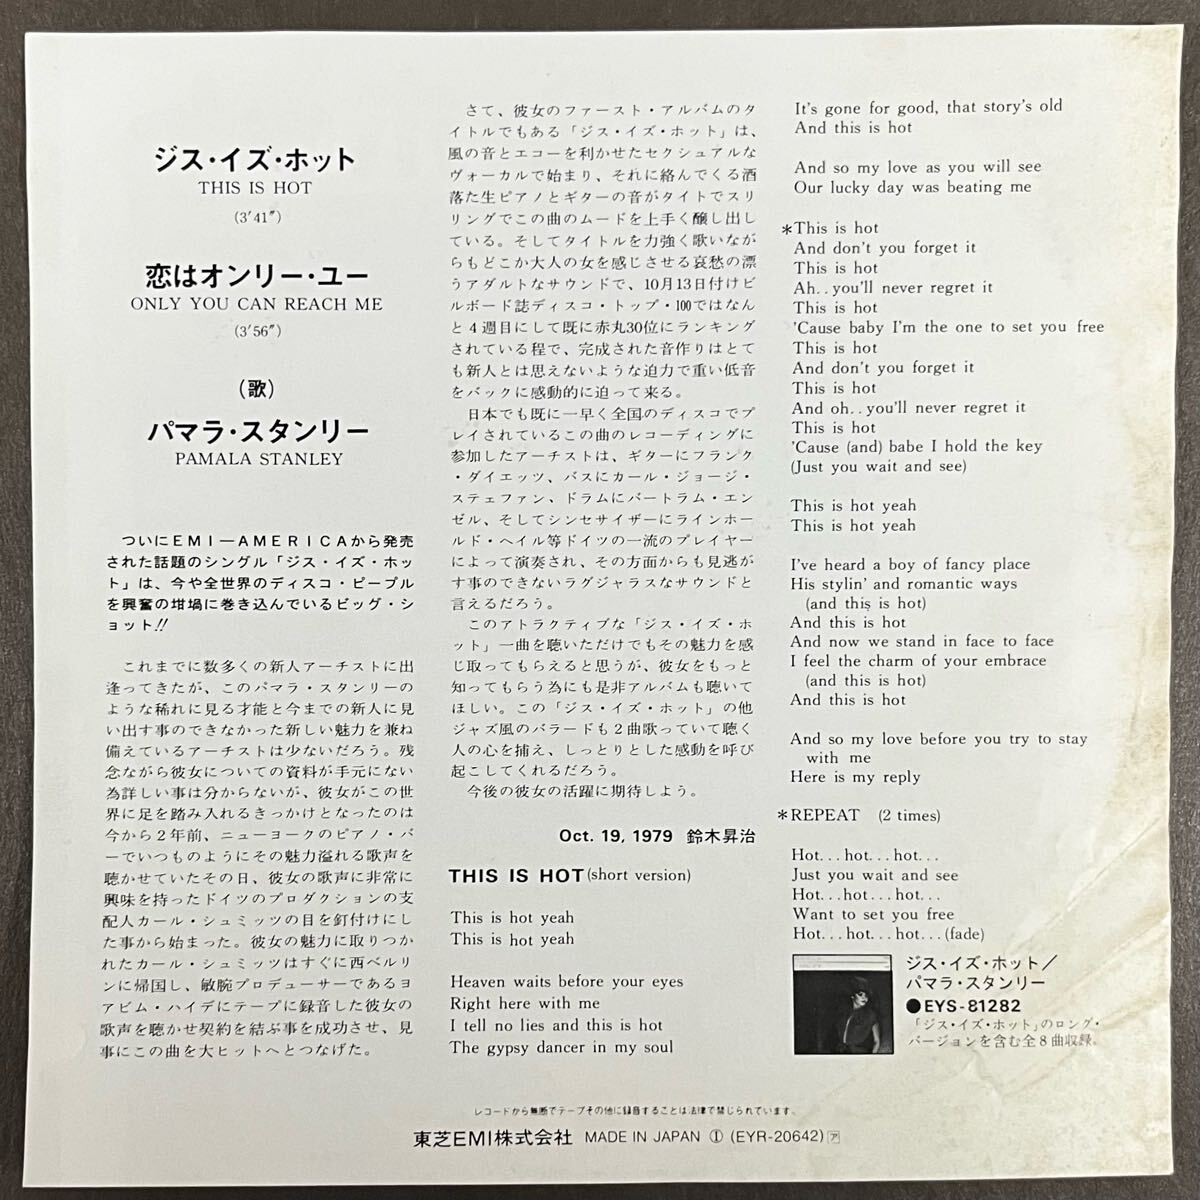 ジス・イズ・ホット
THIS IS HOT
(3′41″)
恋はオンリー・ユー
ONLY YOU CAN REACH ME
(3′56″)
(歌)
パマラ・スタンリー
PAMALA STANLEY
ついにEMI—AMERICAから発売
された話題のシングル「ジス・イズ・ホッ
ト」は、今や全世界のディスコ・ピープル
を興奮の坩堝に巻き込んでいるビッグ・シ
ョット!!
これまでに数多くの新人アーチストに出
逢ってきたが、このパマラ・スタンリーの
ような稀れに見る才能と今までの新人に見
い出す事のできなかった新しい魅力を兼ね
備えているアーチストは少ないだろう。残
念ながら彼女についての資料が手元にない
為詳しい事は分からないが、彼女がこの世
界に足を踏み入れるきっかけとなったのは
今から2年前、ニューヨークのピアノ・バ
ーでいつものようにその魅力溢れる歌声を
聴かせていたその日、彼女の歌声に非常に
興味を持ったドイツのプロダクションの支
配人カール・シュミッツの目を釘付けにし
た事から始まった。彼女の魅力に取りつか
れたカール・シュミッツはすぐに西ベルリ
ンに帰国し、敏腕プロデューサーであるヨ
アビム・ハイデにテープに録音した彼女の
歌声を聴かせ契約を結ぶ事を成功させ、見
事にこの曲を大ヒットへとつなげた。
さて、彼女のファースト・アルバムのタ
イトルでもある「ジス・イズ・ホット」は、
風の音とエコーを利かせたセクシュアルな
ヴォーカルで始まり、それに絡んでくる洒
落た生ピアノとギターの音がタイトでスリ
リングでこの曲のムードを上手く醸し出し
ている。そしてタイトルを力強く歌いなが
らもどこか大人の女を感じさせる哀愁の漂
うアダルトなサウンドで、10月13日付けビ
ルボード誌ディスコ・トップ・100ではなん
と4週目にして既に赤丸30位にランキング
されている程で、完成された音作りはとて
も新人とは思えないような迫力で重い低音
をバックに感動的に迫って来る。
日本でも既に一早く全国のディスコでプ
レイされているこの曲のレコーディングに
参加したアーチストは、ギターにフランク
・ダイエッツ、バスにカール・ジョージ・
ステェファン、ドラムにバートラム・エン
ゼル、そしてシンセサイザーにラインホー
ルド・ヘイル等ドイツの一流のプレイヤー
によって演奏され、その方面からも見逃が
す事のできないラグジャラスなサウンドと
言えるだろう。
このアトラクティブな「ジス・イズ・ホ
ット」一曲を聴いただけでもその魅力を感
じ取ってもらえると思うが、彼女をもっと
知ってもらう為にも是非アルバムも聴いて
ほしい。この「ジス・イズ・ホット」の他
ジャズ風のバラードも2曲歌っていて聴く
人の心を捕え、しっとりとした感動を呼び
起こしてくれるだろう。
今後の彼女の活躍に期待しよう。
Oct. 19, 1979 鈴木昇治
THIS IS HOT (short version)
This is hot yeah
This is hot yeah
Heaven waits before your eyes
Right here with me
I tell no lies and this is hot
The gypsy dancer in my soul
It's gone for good, that story's old
And this is hot
And so my love as you will see
Our lucky day was beating me
*This is hot
And don't you forget it
This is hot
Ah..you'll never regret it
This is hot
'Cause baby I'm the one to set you free
This is hot
And don't you forget it
This is hot
And oh..you'll never regret it
This is hot
'Cause (and) babe I hold the key
(Just you wait and see)
This is hot yeah
This is hot yeah
I've heard a boy of fancy place
His stylin' and romantic ways
(and this is hot)
And this is hot
And now we stand in face to face
I feel the charm of your embrace
(and this is hot)
And this is hot
And so my love before you try to stay
with me
Here is my reply
*REPEAT (2 times)
Hot...hot...hot...
Just you wait and see
Hot...hot...hot...
Want to set you free
Hot...hot...hot...(fade)
ジス・イズ・ホット/
パマラ・スタンリー
●EYS-81282
「ジス・イズ・ホット」のロング・
バージョンを含む全8曲収録。
レコードから無断でテープその他に録音することは法律で禁じられています。
東芝EMI株式会社 MADE IN JAPAN ① (EYR-20642) ア